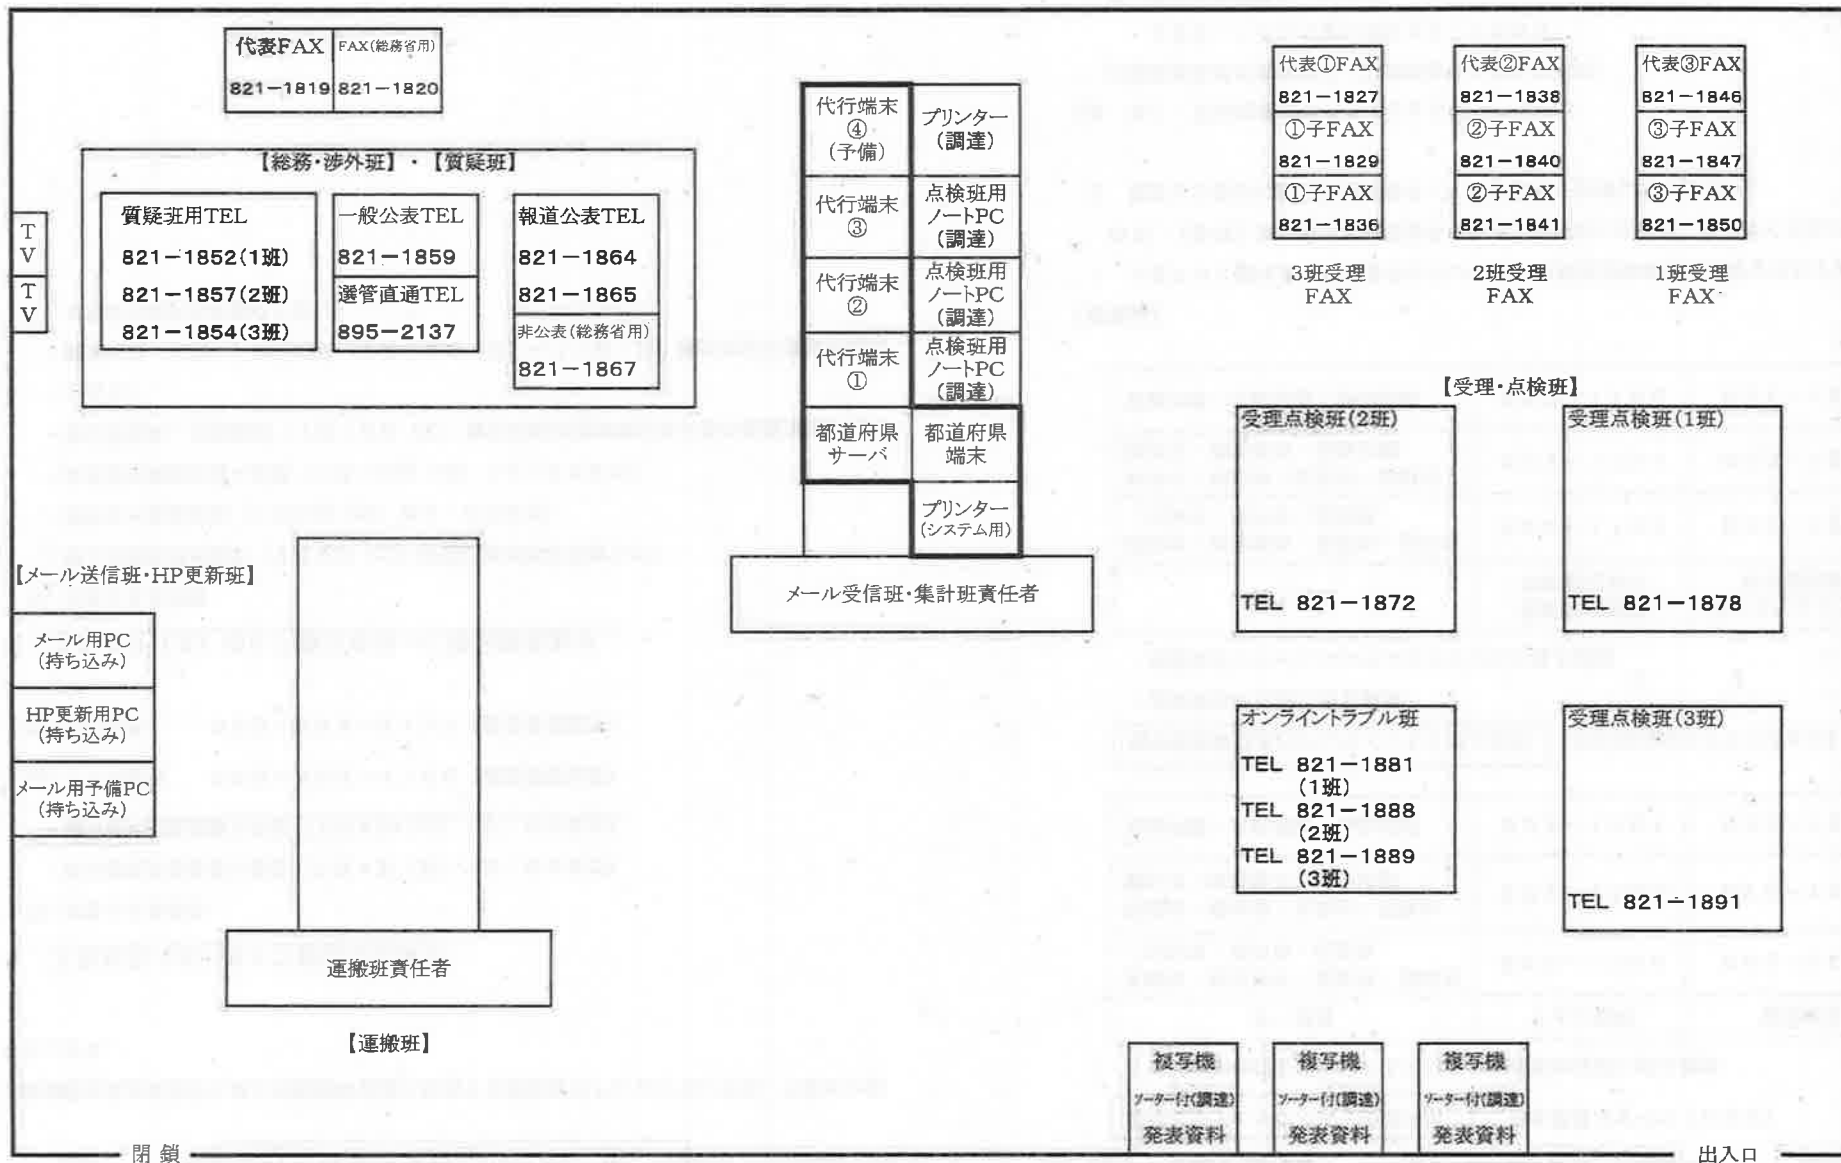 代表FAX
821-1819
FAX(総務省用)
821-1820
【総務・渉外班】・【質疑班】
質疑班用TEL
821-1852(1班)
821-1857(2班)
821-1854(3班)
一般公表TEL
821-1859
選管直通TEL
895-2137
報道公表TEL
821-1864
821-1865
非公表(総務省用)
821-1867
TV
TV
代行端末
④
(予備)
プリンター
(調達)
代行端末
③
点検班用
ノートPC
(調達)
代行端末
②
点検班用
ノートPC
(調達)
代行端末
①
点検班用
ノートPC
(調達)
都道府県
サーバ
都道府県
端末
プリンター
(システム用)
メール受信班・集計班責任者
代表①FAX
821-1827
①子FAX
821-1829
①子FAX
821-1836
3班受理
FAX
代表②FAX
821-1838
②子FAX
821-1840
②子FAX
821-1841
2班受理
FAX
代表③FAX
821-1846
③子FAX
821-1847
③子FAX
821-1850
1班受理
FAX
【受理・点検班】
受理点検班(2班)
TEL 821-1872
受理点検班(1班)
TEL 821-1878
オンライントラブル班
TEL 821-1881
(1班)
TEL 821-1888
(2班)
TEL 821-1889
(3班)
受理点検班(3班)
TEL 821-1891
【メール送信班・HP更新班】
メール用PC
(持ち込み)
HP更新用PC
(持ち込み)
メール用予備PC
(持ち込み)
運搬班責任者
【運搬班】
複写機
ソーター付(調達)
発表資料
複写機
ソーター付(調達)
発表資料
複写機
ソーター付(調達)
発表資料
閉鎖
出入口